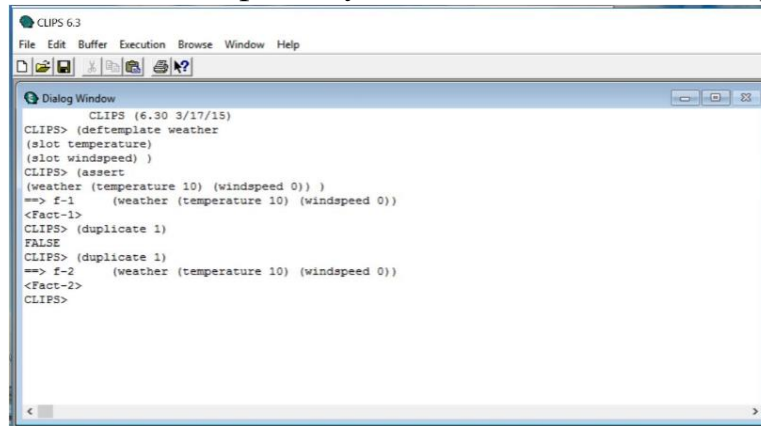 CLIPS 6.3
File Edit Buffer Execution Browse Window Help
Dialog Window
CLIPS (6.30 3/17/15)
CLIPS> (deftemplate weather
(slot temperature)
(slot windspeed) )
CLIPS> (assert
(weather (temperature 10) (windspeed 0)) )
==> f-1     (weather (temperature 10) (windspeed 0))
<Fact-1>
CLIPS> (duplicate 1)
FALSE
CLIPS> (duplicate 1)
==> f-2     (weather (temperature 10) (windspeed 0))
<Fact-2>
CLIPS>